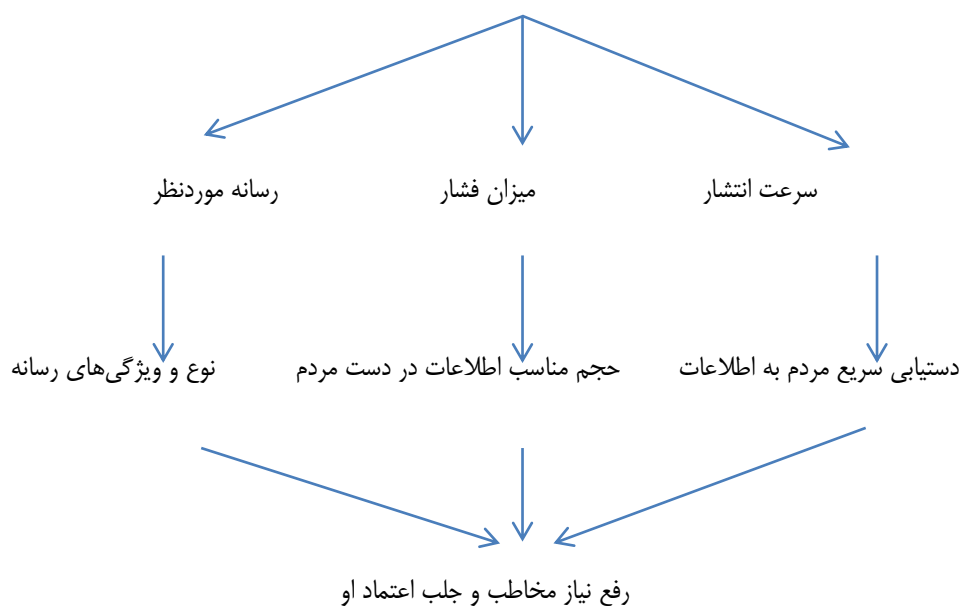 سرعت انتشار
میزان فشار
رسانه موردنظر
دستیابی سریع مردم به اطلاعات
حجم مناسب اطلاعات در دست مردم
نوع و ویژگی‌های رسانه
رفع نیاز مخاطب و جلب اعتماد او